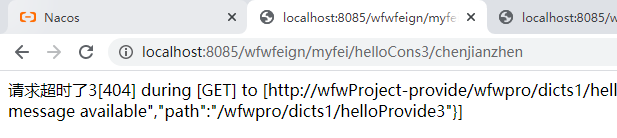 Nacos
localhost:8085/wfwfeign/myfe
localhost:8085/w
localhost:8085/wfwfeign/myfei/helloCons3/chenjianzhen
请求超时了3[404] during [GET] to [http://wfwProject-provide/wfwpro/dicts1/hell
message available","path":"/wfwpro/dicts1/helloProvide3"}]